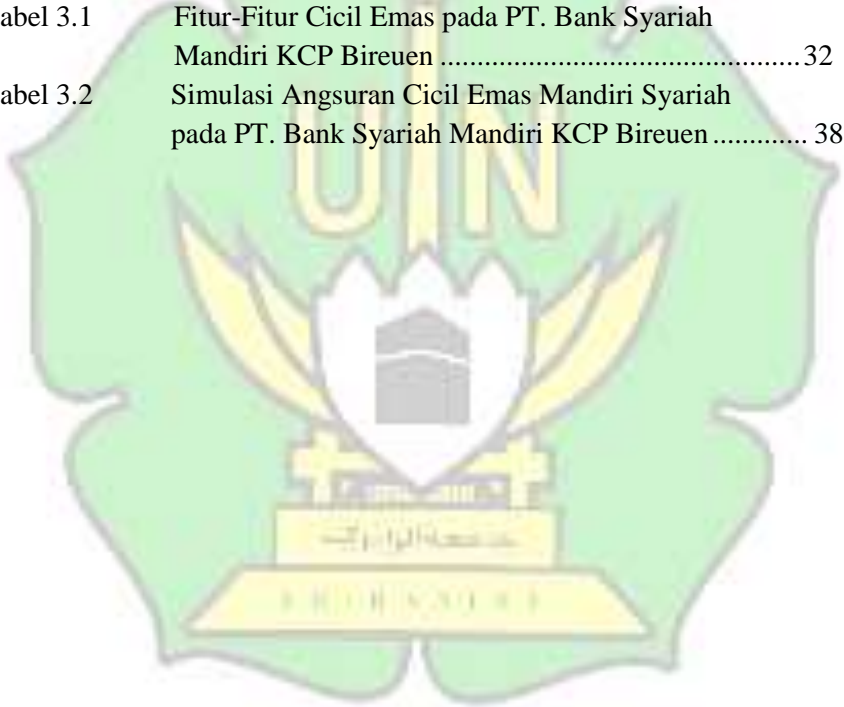 abel 3.1 Fitur-Fitur Cicil Emas pada PT. Bank Syariah
Mandiri KCP Bireuen ................................................32
abel 3.2 Simulasi Angsuran Cicil Emas Mandiri Syariah
pada PT. Bank Syariah Mandiri KCP Bireuen ............. 38
UIN